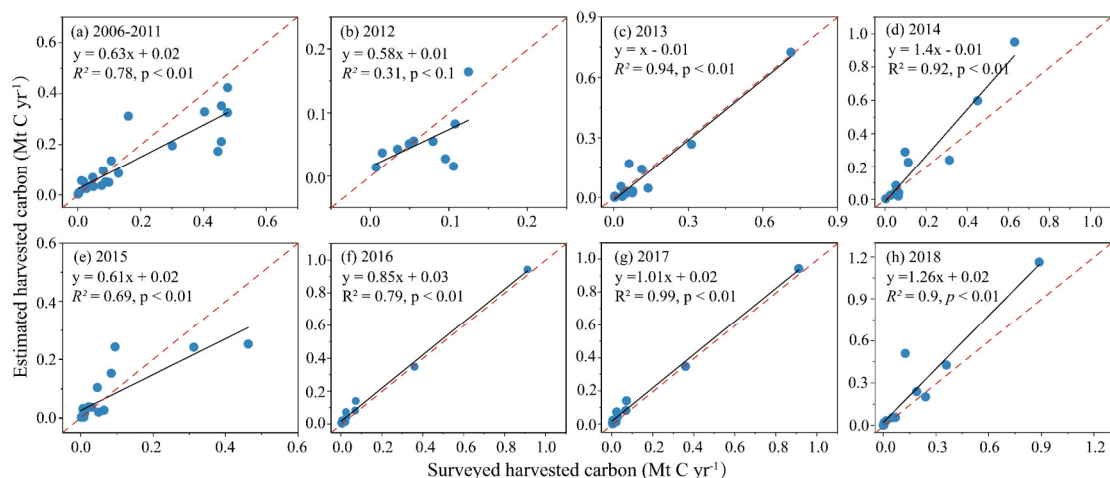 Estimated harvested carbon (Mt C yr⁻¹)
(a) 2006-2011
y = 0.63x + 0.02
R² = 0.78, p < 0.01
0.6
0.4
0.2
0.0
0.0 0.2 0.4 0.6
(b) 2012
y = 0.58x + 0.01
R² = 0.31, p < 0.1
0.2
0.1
0.0
0.0 0.1 0.2
(c) 2013
y = x - 0.01
R² = 0.94, p < 0.01
0.9
0.6
0.3
0.0
0.0 0.3 0.6 0.9
(d) 2014
y = 1.4x - 0.01
R² = 0.92, p < 0.01
1.0
0.8
0.6
0.4
0.2
0.0
0.0 0.2 0.4 0.6 0.8 1.0
(e) 2015
y = 0.61x + 0.02
R² = 0.69, p < 0.01
0.6
0.4
0.2
0.0
0.0 0.2 0.4 0.6
(f) 2016
y = 0.85x + 0.03
R² = 0.79, p < 0.01
1.0
0.8
0.6
0.4
0.2
0.0
0.0 0.2 0.4 0.6 0.8 1.0
(g) 2017
y =1.01x + 0.02
R² = 0.99, p < 0.01
1.0
0.8
0.6
0.4
0.2
0.0
0.0 0.2 0.4 0.6 0.8 1.0
(h) 2018
y =1.26x + 0.02
R² = 0.9, p < 0.01
1.2
0.9
0.6
0.3
0.0
0.0 0.3 0.6 0.9 1.2
Surveyed harvested carbon (Mt C yr⁻¹)